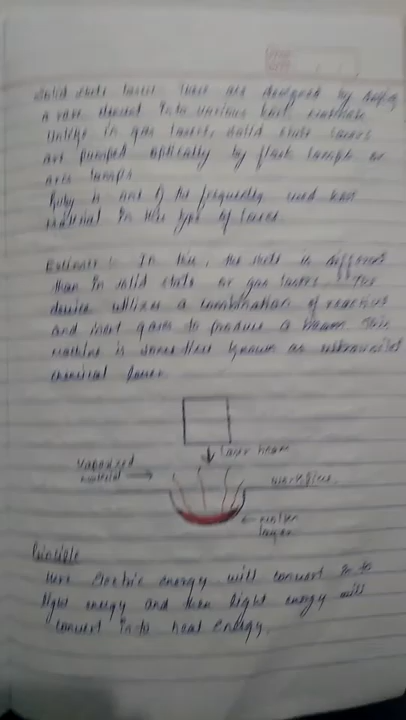 Solid state laser. These are designed by doping
a rare element into various host materials
Unlike in gas lasers, solid state lasers
are pumped optically by flash lamps or
arc lamps.
Ruby is one of the frequently used host
material in this type of laser.
Excimer :- In this, the state is different
than in solid state or gas lasers. The
device utilizes a combination of reactive
and inert gases to produce a beam. This
machine is sometimes known as ultraviolet
chemical laser.
laser beam
Vaporized
material
workpiece
molten
layer
Principle
Here Electric energy will convert in to
light energy and then light energy will
convert in to heat energy.